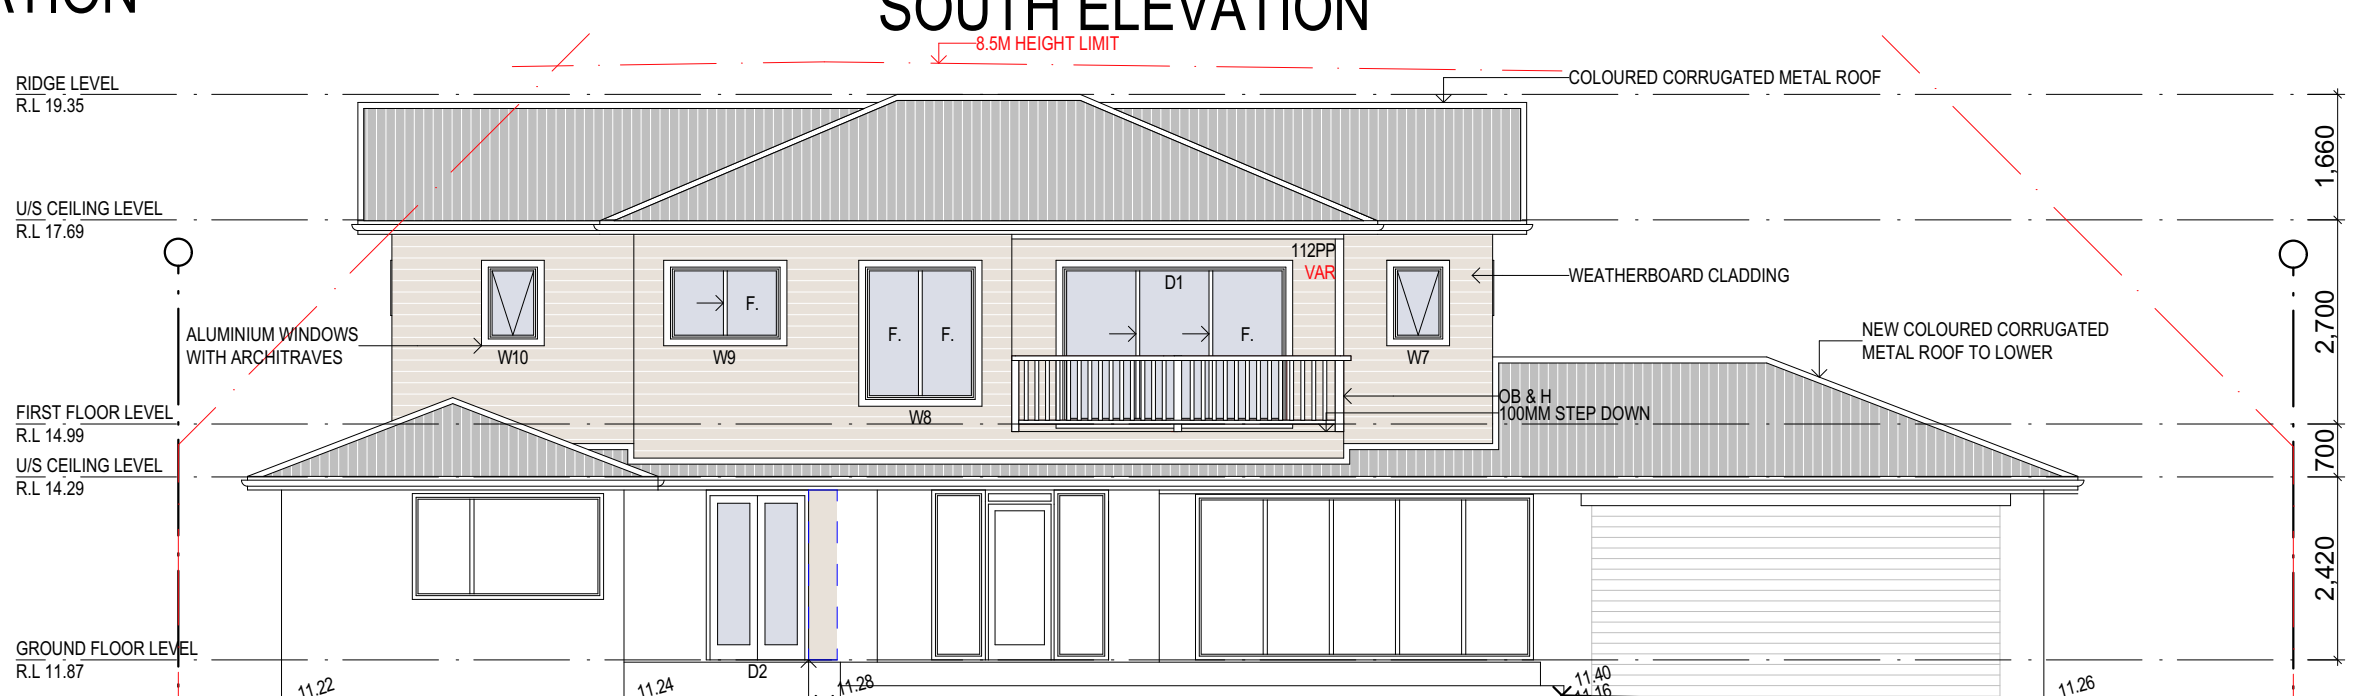 SOUTH ELEVATION
8.5M HEIGHT LIMIT
RIDGE LEVEL
R.L 19.35
COLOURED CORRUGATED METAL ROOF
1,660
U/S CEILING LEVEL
R.L 17.69
112PP
VAR
D1
WEATHERBOARD CLADDING
F.
F.
F.
F.
2,700
ALUMINIUM WINDOWS
WITH ARCHITRAVES
W10
W9
W7
NEW COLOURED CORRUGATED
METAL ROOF TO LOWER
W8
OB & H
100MM STEP DOWN
FIRST FLOOR LEVEL
R.L 14.99
700
U/S CEILING LEVEL
R.L 14.29
2,420
GROUND FLOOR LEVEL
R.L 11.87
D2
11.22
11.24
11.28
11.40
11.16
11.26